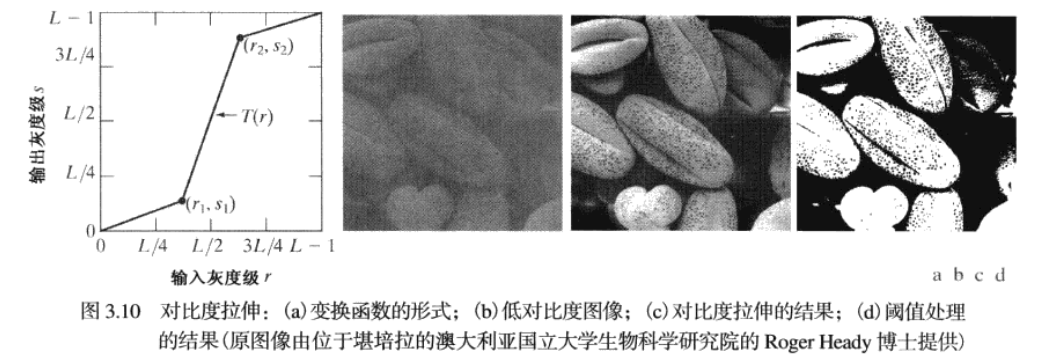 L − 1
3L/4
L/2
L/4
0
输出灰度级 s
(r₂, s₂)
T(r)
(r₁, s₁)
0 L/4 L/2 3L/4 L − 1
输入灰度级 r
a b c d
图 3.10 对比度拉伸：(a)变换函数的形式；(b)低对比度图像；(c)对比度拉伸的结果；(d)阈值处理
的结果(原图像由位于堪培拉的澳大利亚国立大学生物科学研究院的 Roger Heady 博士提供)